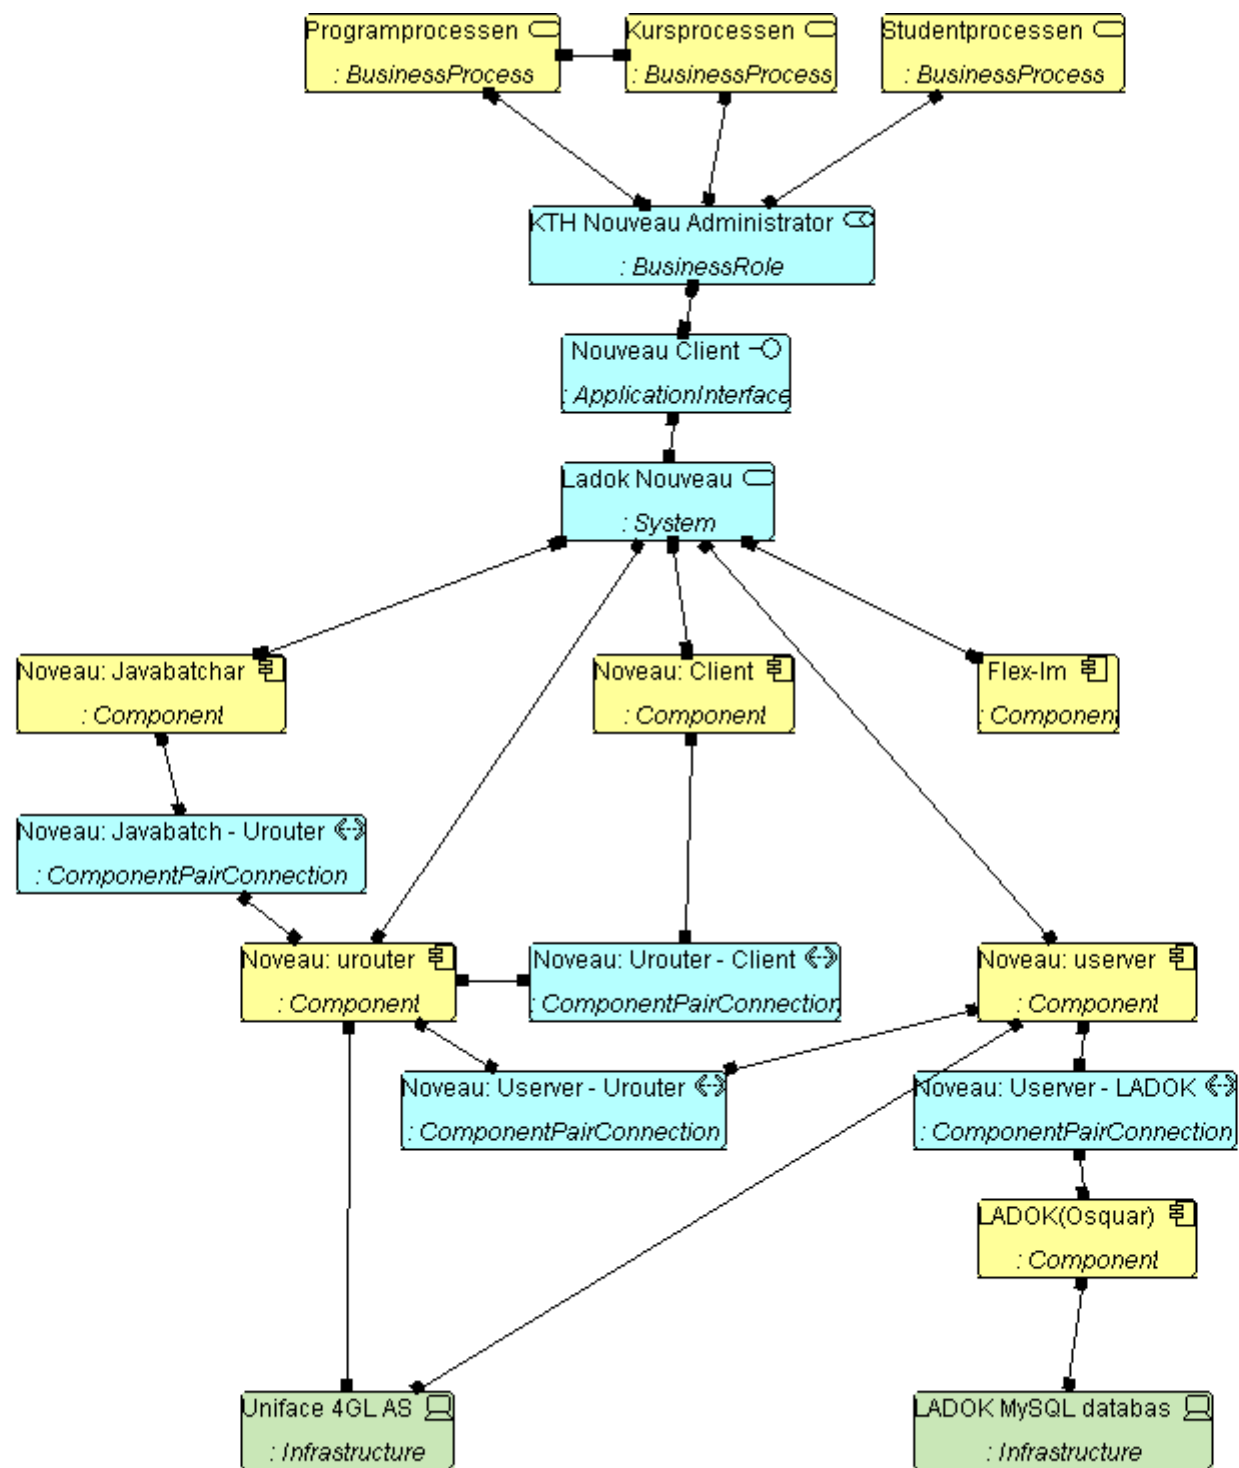 Programprocessen
: BusinessProcess
Kursprocessen
: BusinessProcess
Studentprocessen
: BusinessProcess
KTH Nouveau Administrator
: BusinessRole
Nouveau Client
: ApplicationInterface
Ladok Nouveau
: System
Noveau: Javabatchar
: Component
Noveau: Client
: Component
Flex-lm
: Component
Noveau: Javabatch - Urouter
: ComponentPairConnection
Noveau: urouter
: Component
Noveau: Urouter - Client
: ComponentPairConnection
Noveau: userver
: Component
Noveau: Userver - Urouter
: ComponentPairConnection
Noveau: Userver - LADOK
: ComponentPairConnection
LADOK(Osquar)
: Component
Uniface 4GL AS
: Infrastructure
LADOK MySQL databas
: Infrastructure